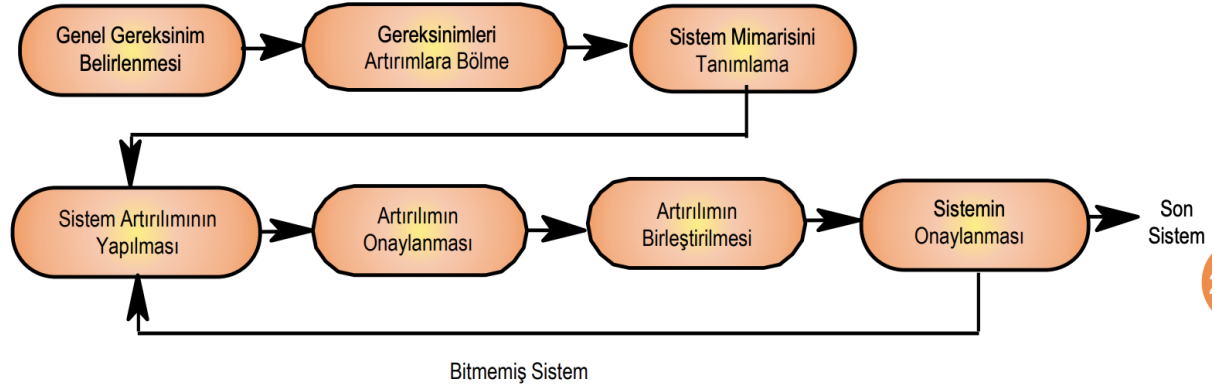 Genel Gereksinim
Belirlenmesi
Gereksinimleri
Artırımlara Bölme
Sistem Mimarisini
Tanımlama
Sistem Artırılımının
Yapılması
Artırılımın
Onaylanması
Artırılımın
Birleştirilmesi
Sistemin
Onaylanması
Son
Sistem
Bitmemiş Sistem